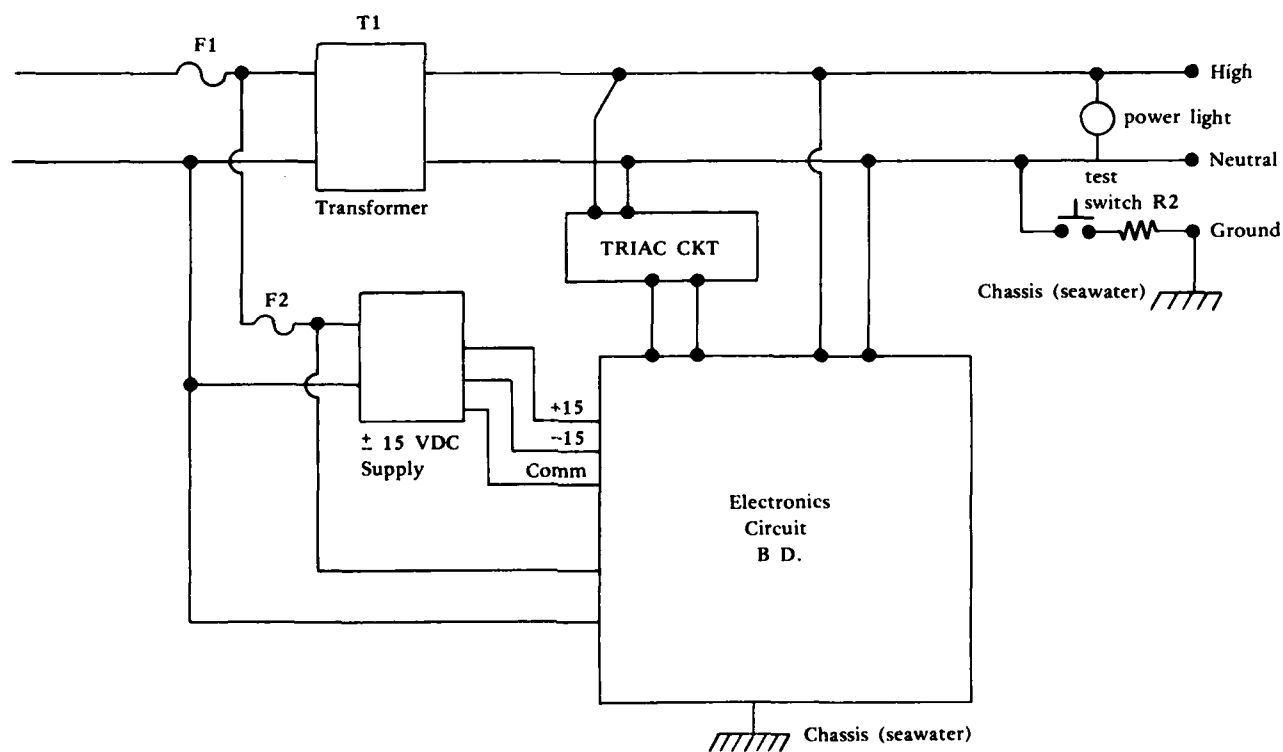 T1
F1
High
power light
Neutral
Transformer
test
switch R2
Ground
TRIAC CKT
Chassis (seawater)
F2
+15
± 15 VDC
Supply
−15
Comm
Electronics
Circuit
B D.
Chassis (seawater)